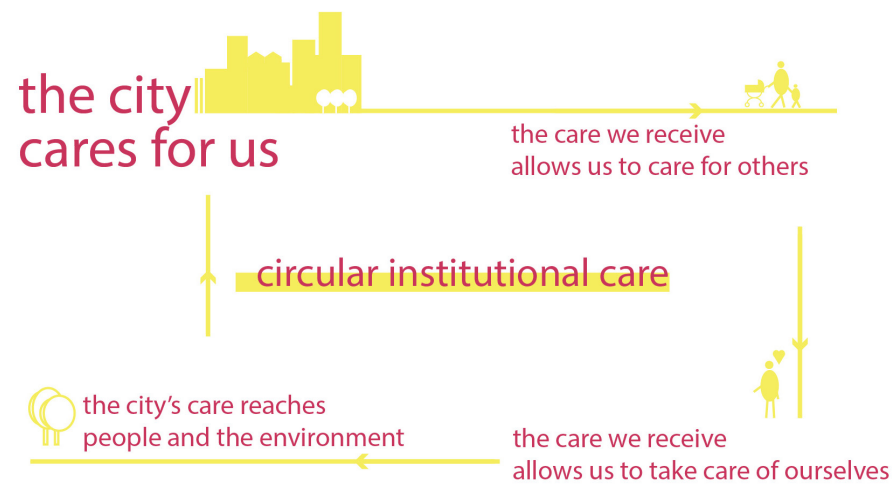 the city
cares for us
the care we receive
allows us to care for others
circular institutional care
the city’s care reaches
people and the environment
the care we receive
allows us to take care of ourselves